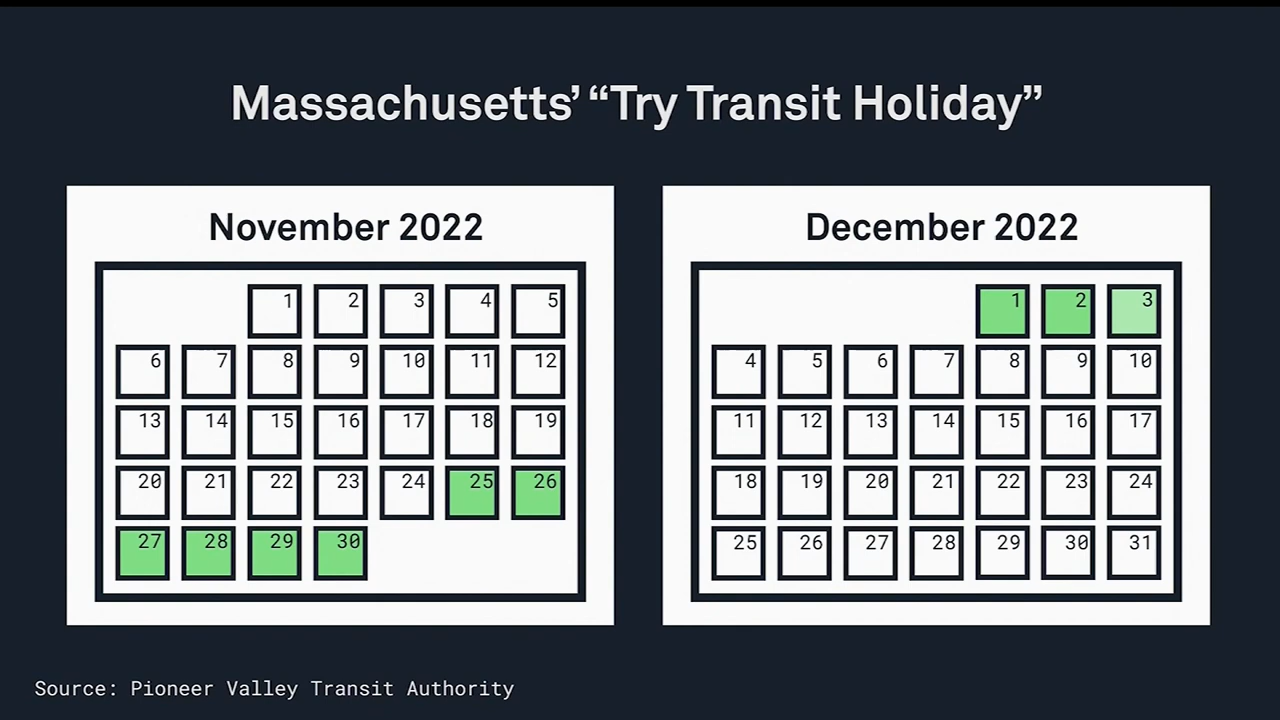 Massachusetts’ “Try Transit Holiday”
November 2022
1 2 3 4 5
6 7 8 9 10 11 12
13 14 15 16 17 18 19
20 21 22 23 24 25 26
27 28 29 30
December 2022
1 2 3
4 5 6 7 8 9 10
11 12 13 14 15 16 17
18 19 20 21 22 23 24
25 26 27 28 29 30 31
Source: Pioneer Valley Transit Authority